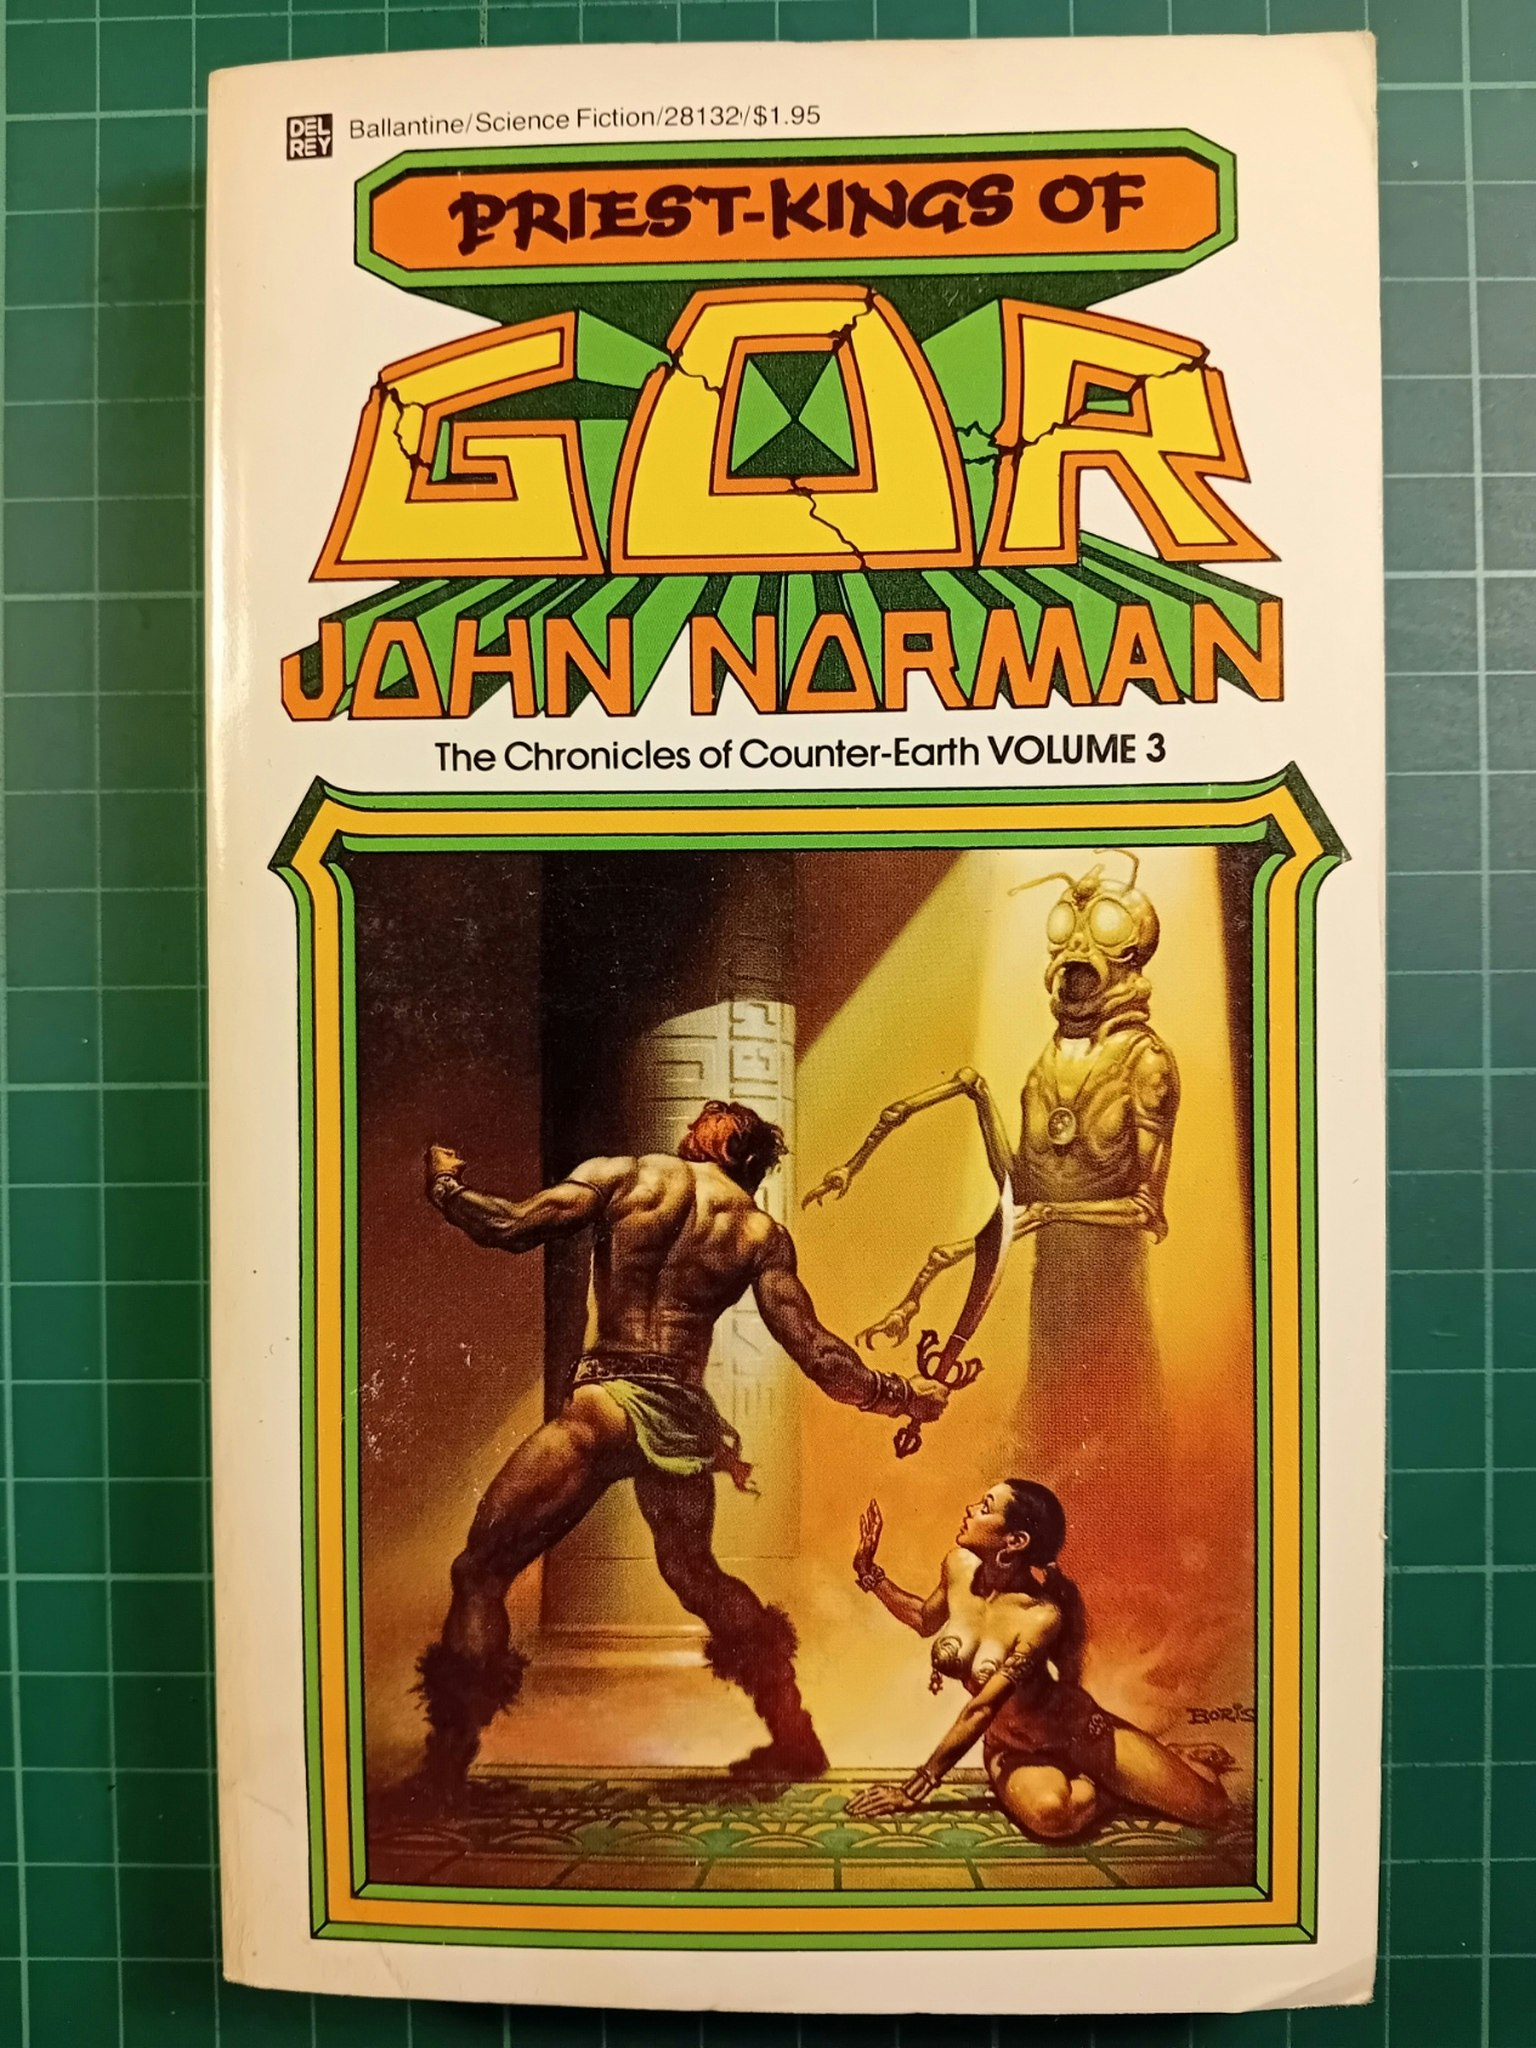 DEL
REY
Ballantine/Science Fiction/28132/$1.95
PRIEST-KINGS OF
GOR
JOHN NORMAN
The Chronicles of Counter-Earth VOLUME 3
BORIS